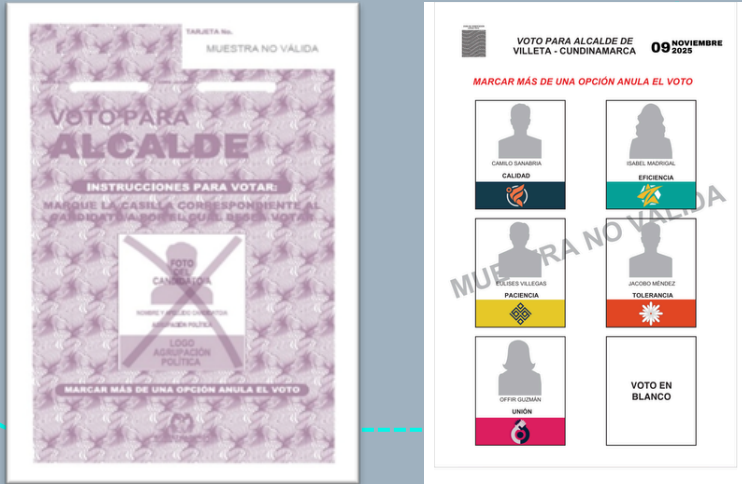 TARJETA No.
MUESTRA NO VÁLIDA
VOTO PARA
ALCALDE
INSTRUCCIONES PARA VOTAR:
MARQUE LA CASILLA CORRESPONDIENTE AL
CANDIDATO/A POR EL CUAL DESEA VOTAR
FOTO
DEL
CANDIDATO/A
NOMBRE Y APELLIDO CANDIDATO/A
AGRUPACIÓN POLÍTICA
LOGO
AGRUPACIÓN
POLÍTICA
MARCAR MÁS DE UNA OPCIÓN ANULA EL VOTO
VOTO PARA ALCALDE DE
VILLETA - CUNDINAMARCA
09 NOVIEMBRE
2025
MARCAR MÁS DE UNA OPCIÓN ANULA EL VOTO
CAMILO SANABRIA
CALIDAD
ISABEL MADRIGAL
EFICIENCIA
MUESTRA NO VÁLIDA
EULISES VILLEGAS
PACIENCIA
JACOBO MÉNDEZ
TOLERANCIA
OFFIR GUZMÁN
UNIÓN
VOTO EN
BLANCO